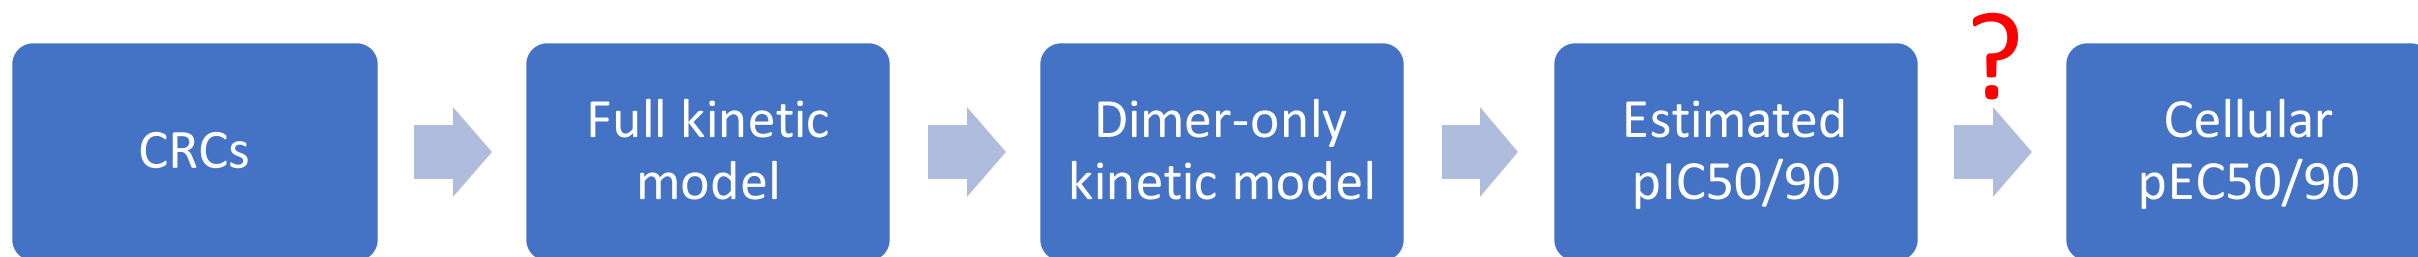 CRCs
Full kinetic
model
Dimer-only
kinetic model
Estimated
pIC50/90
?
Cellular
pEC50/90